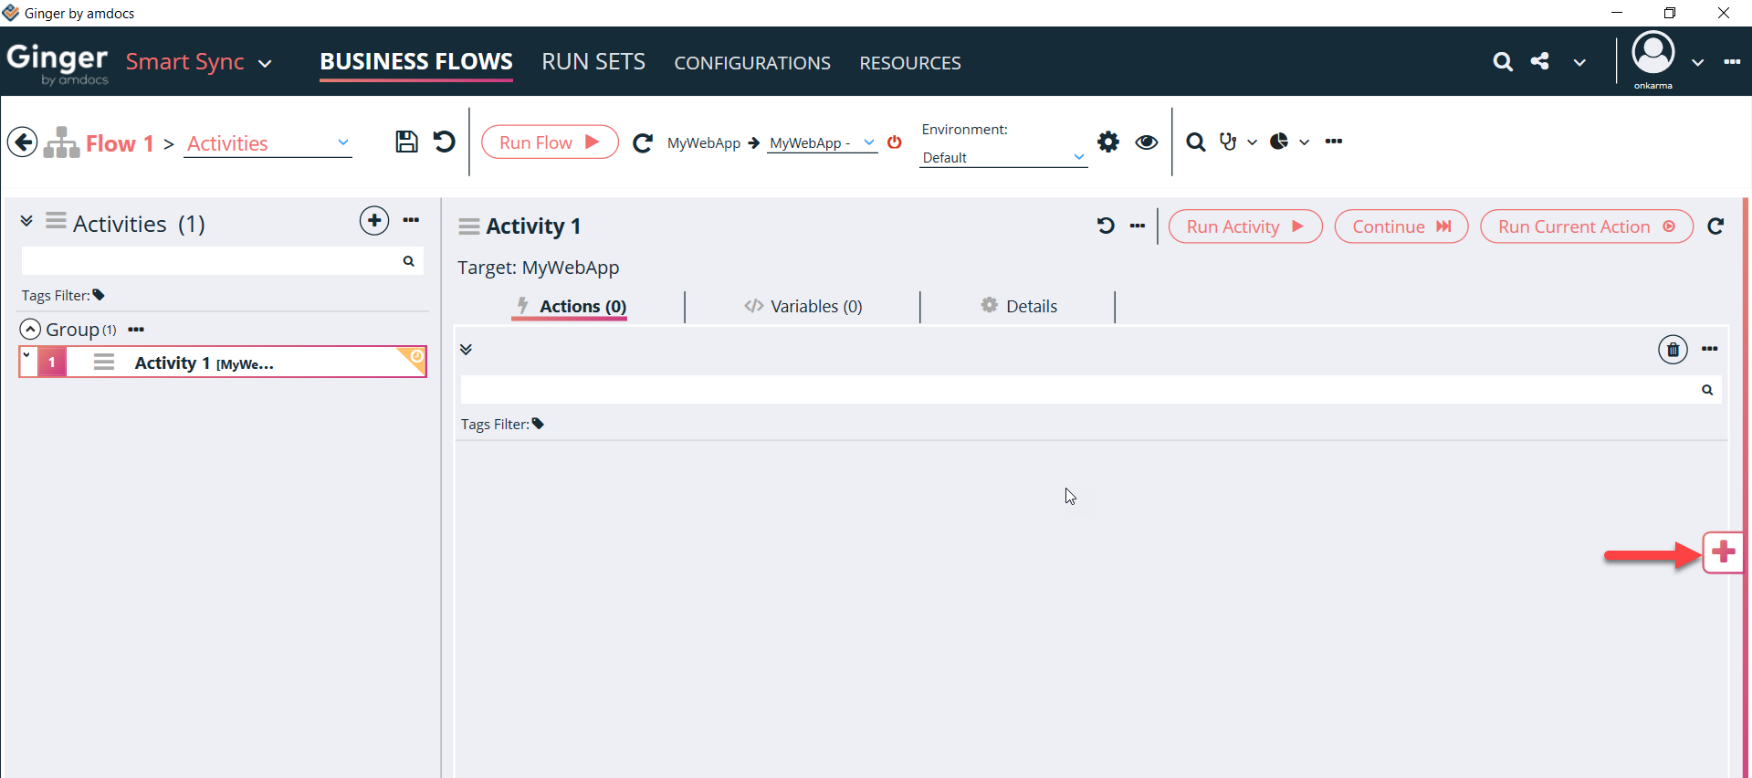 Ginger by amdocs
Ginger by amdocs
Smart Sync
BUSINESS FLOWS
RUN SETS
CONFIGURATIONS
RESOURCES
onkarma
Flow 1 > Activities
Run Flow
MyWebApp
MyWebApp -
Environment:
Default
Activities (1)
Tags Filter:
Group (1)
1
Activity 1 [MyWe...
Activity 1
Run Activity
Continue
Run Current Action
Target: MyWebApp
Actions (0)
Variables (0)
Details
Tags Filter: